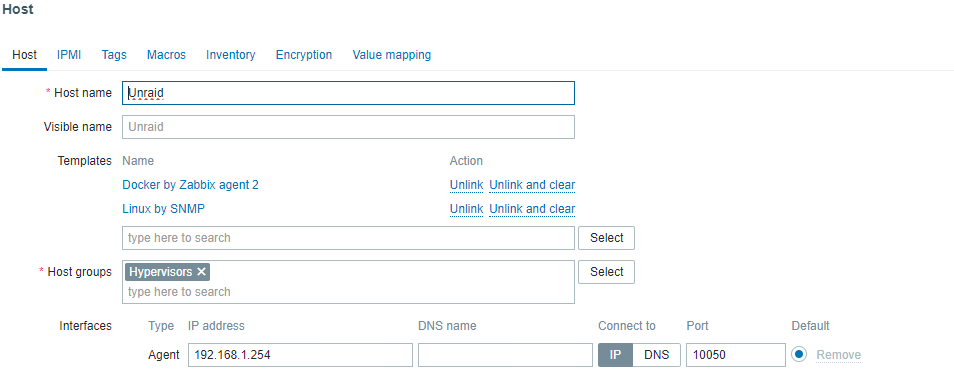 Host
Host IPMI Tags Macros Inventory Encryption Value mapping
* Host name Unraid
Visible name Unraid
Templates Name Action
Docker by Zabbix agent 2 Unlink Unlink and clear
Linux by SNMP Unlink Unlink and clear
type here to search Select
* Host groups Hypervisors ✕ Select
type here to search
Interfaces Type IP address DNS name Connect to Port Default
Agent 192.168.1.254 IP DNS 10050 Remove